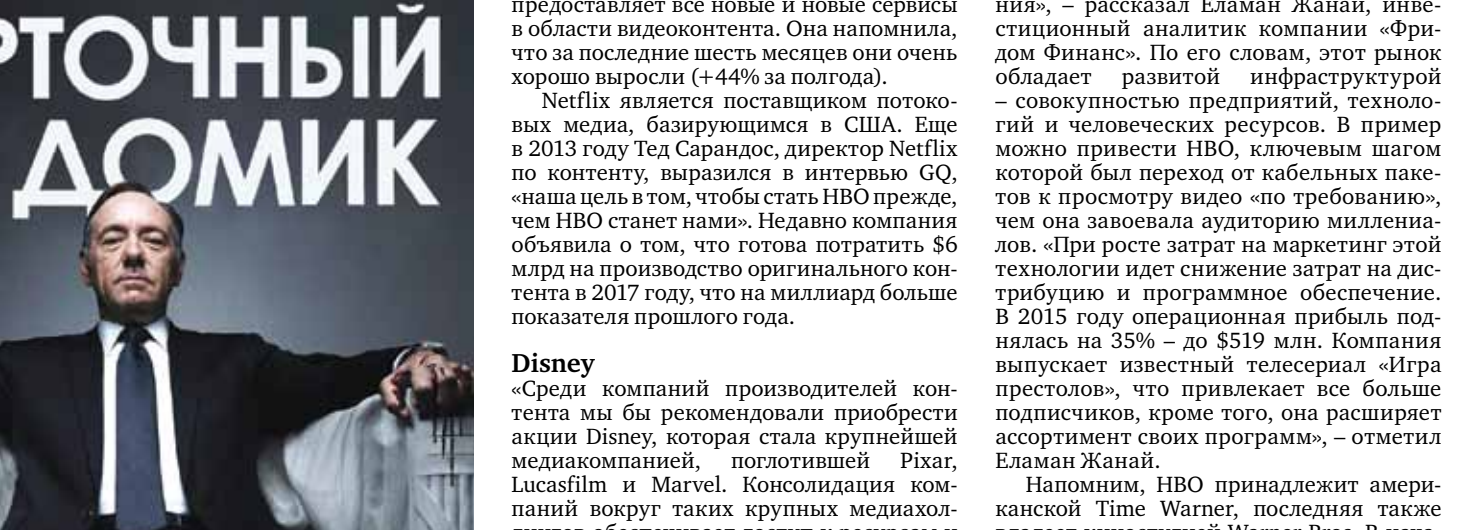 РТОЧНЫЙ
ДОМИК
предоставляет все новые и новые сервисы
в области видеоконтента. Она напомнила,
что за последние шесть месяцев они очень
хорошо выросли (+44% за полгода).
Netflix является поставщиком потоко-
вых медиа, базирующимся в США. Еще
в 2013 году Тед Сарандос, директор Netflix
по контенту, выразился в интервью GQ,
«наша цель в том, чтобы стать HBO прежде,
чем HBO станет нами». Недавно компания
объявила о том, что готова потратить $6
млрд на производство оригинального кон-
тента в 2017 году, что на миллиард больше
показателя прошлого года.
Disney
«Среди компаний производителей кон-
тента мы бы рекомендовали приобрести
акции Disney, которая стала крупнейшей
медиакомпанией, поглотившей Pixar,
Lucasfilm и Marvel. Консолидация ком-
паний вокруг таких крупных медиахол-
ния», – рассказал Еламан Жанай, инве-
стиционный аналитик компании «Фри-
дом Финанс». По его словам, этот рынок
обладает развитой инфраструктурой
– совокупностью предприятий, техноло-
гий и человеческих ресурсов. В пример
можно привести HBO, ключевым шагом
которой был переход от кабельных паке-
тов к просмотру видео «по требованию»,
чем она завоевала аудиторию миллениа-
лов. «При росте затрат на маркетинг этой
технологии идет снижение затрат на дис-
трибуцию и программное обеспечение.
В 2015 году операционная прибыль под-
нялась на 35% – до $519 млн. Компания
выпускает известный телесериал «Игра
престолов», что привлекает все больше
подписчиков, кроме того, она расширяет
ассортимент своих программ», – отметил
Еламан Жанай.
Напомним, HBO принадлежит амери-
канской Time Warner, последняя также